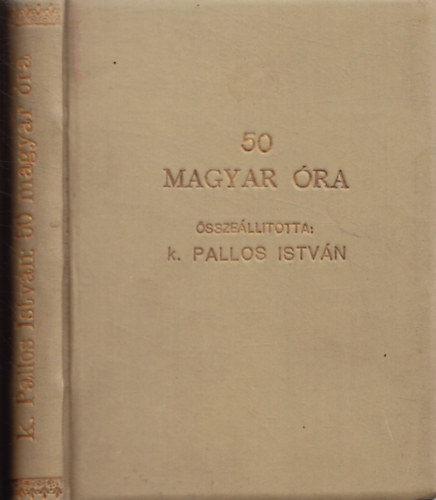 k. Pallos István: 50 magyar óra
50
MAGYAR ÓRA
ÖSSZEÁLLITOTTA:
k. PALLOS ISTVÁN